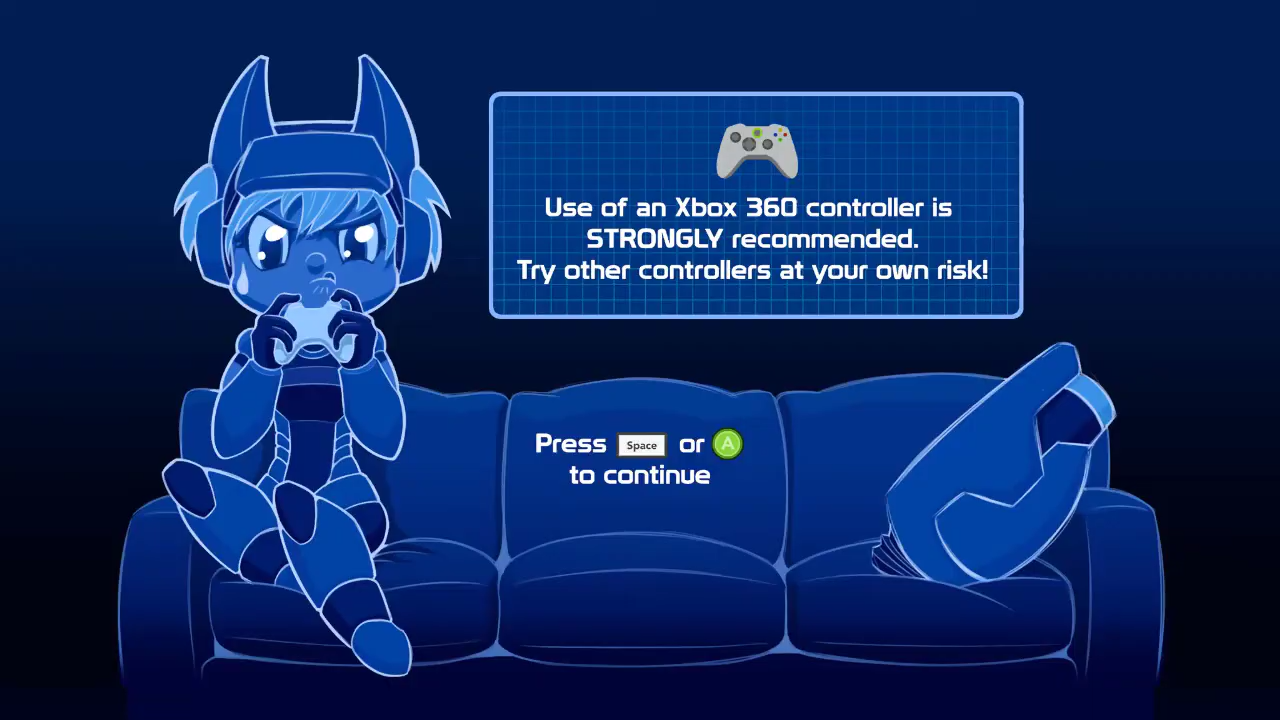 Use of an Xbox 360 controller is
STRONGLY recommended.
Try other controllers at your own risk!
Press Space or A
to continue